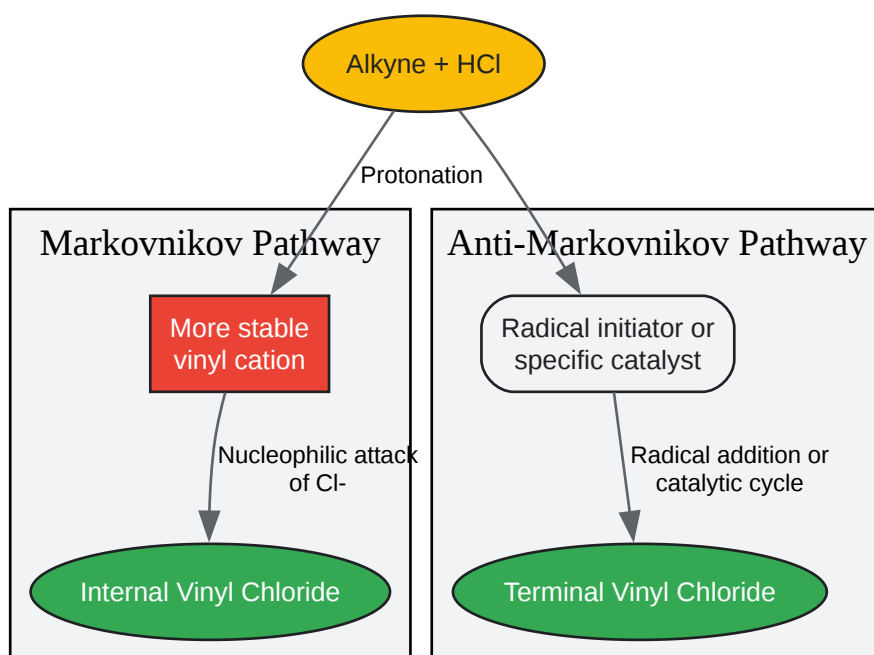 Alkyne + HCl
Protonation
Markovnikov Pathway
Anti-Markovnikov Pathway
More stable
vinyl cation
Radical initiator or
specific catalyst
Nucleophilic attack
of Cl-
Radical addition or
catalytic cycle
Internal Vinyl Chloride
Terminal Vinyl Chloride